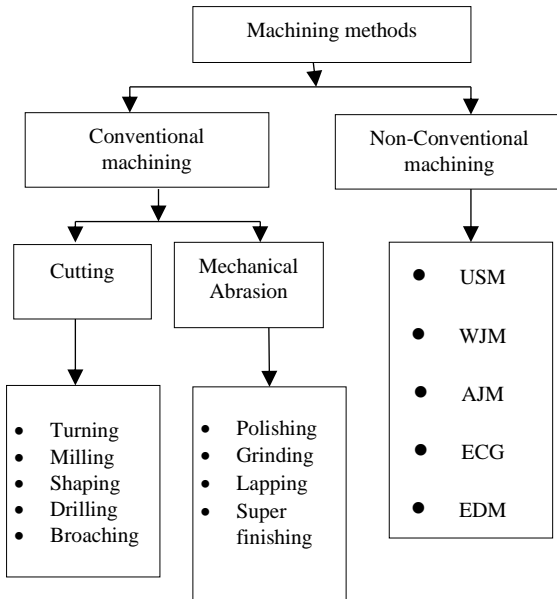 Machining methods
Conventional
machining
Non-Conventional
machining
Cutting
Mechanical
Abrasion
• USM
• WJM
• AJM
• ECG
• EDM
• Turning
• Milling
• Shaping
• Drilling
• Broaching
• Polishing
• Grinding
• Lapping
• Super
finishing